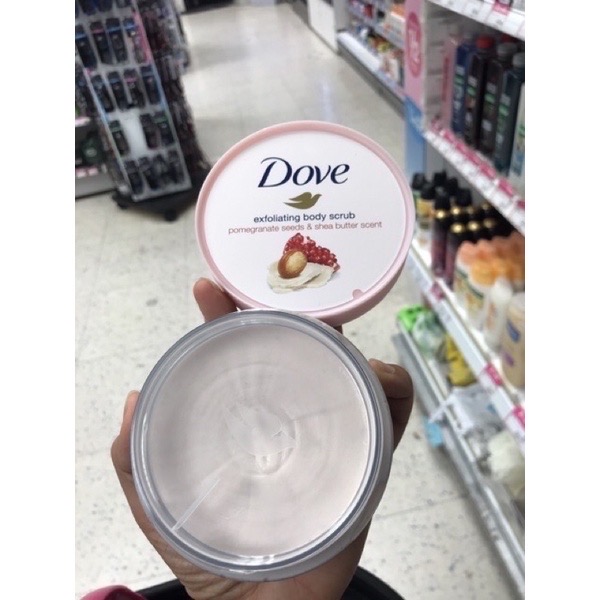 Dove
exfoliating body scrub
pomegranate seeds & shea butter scent